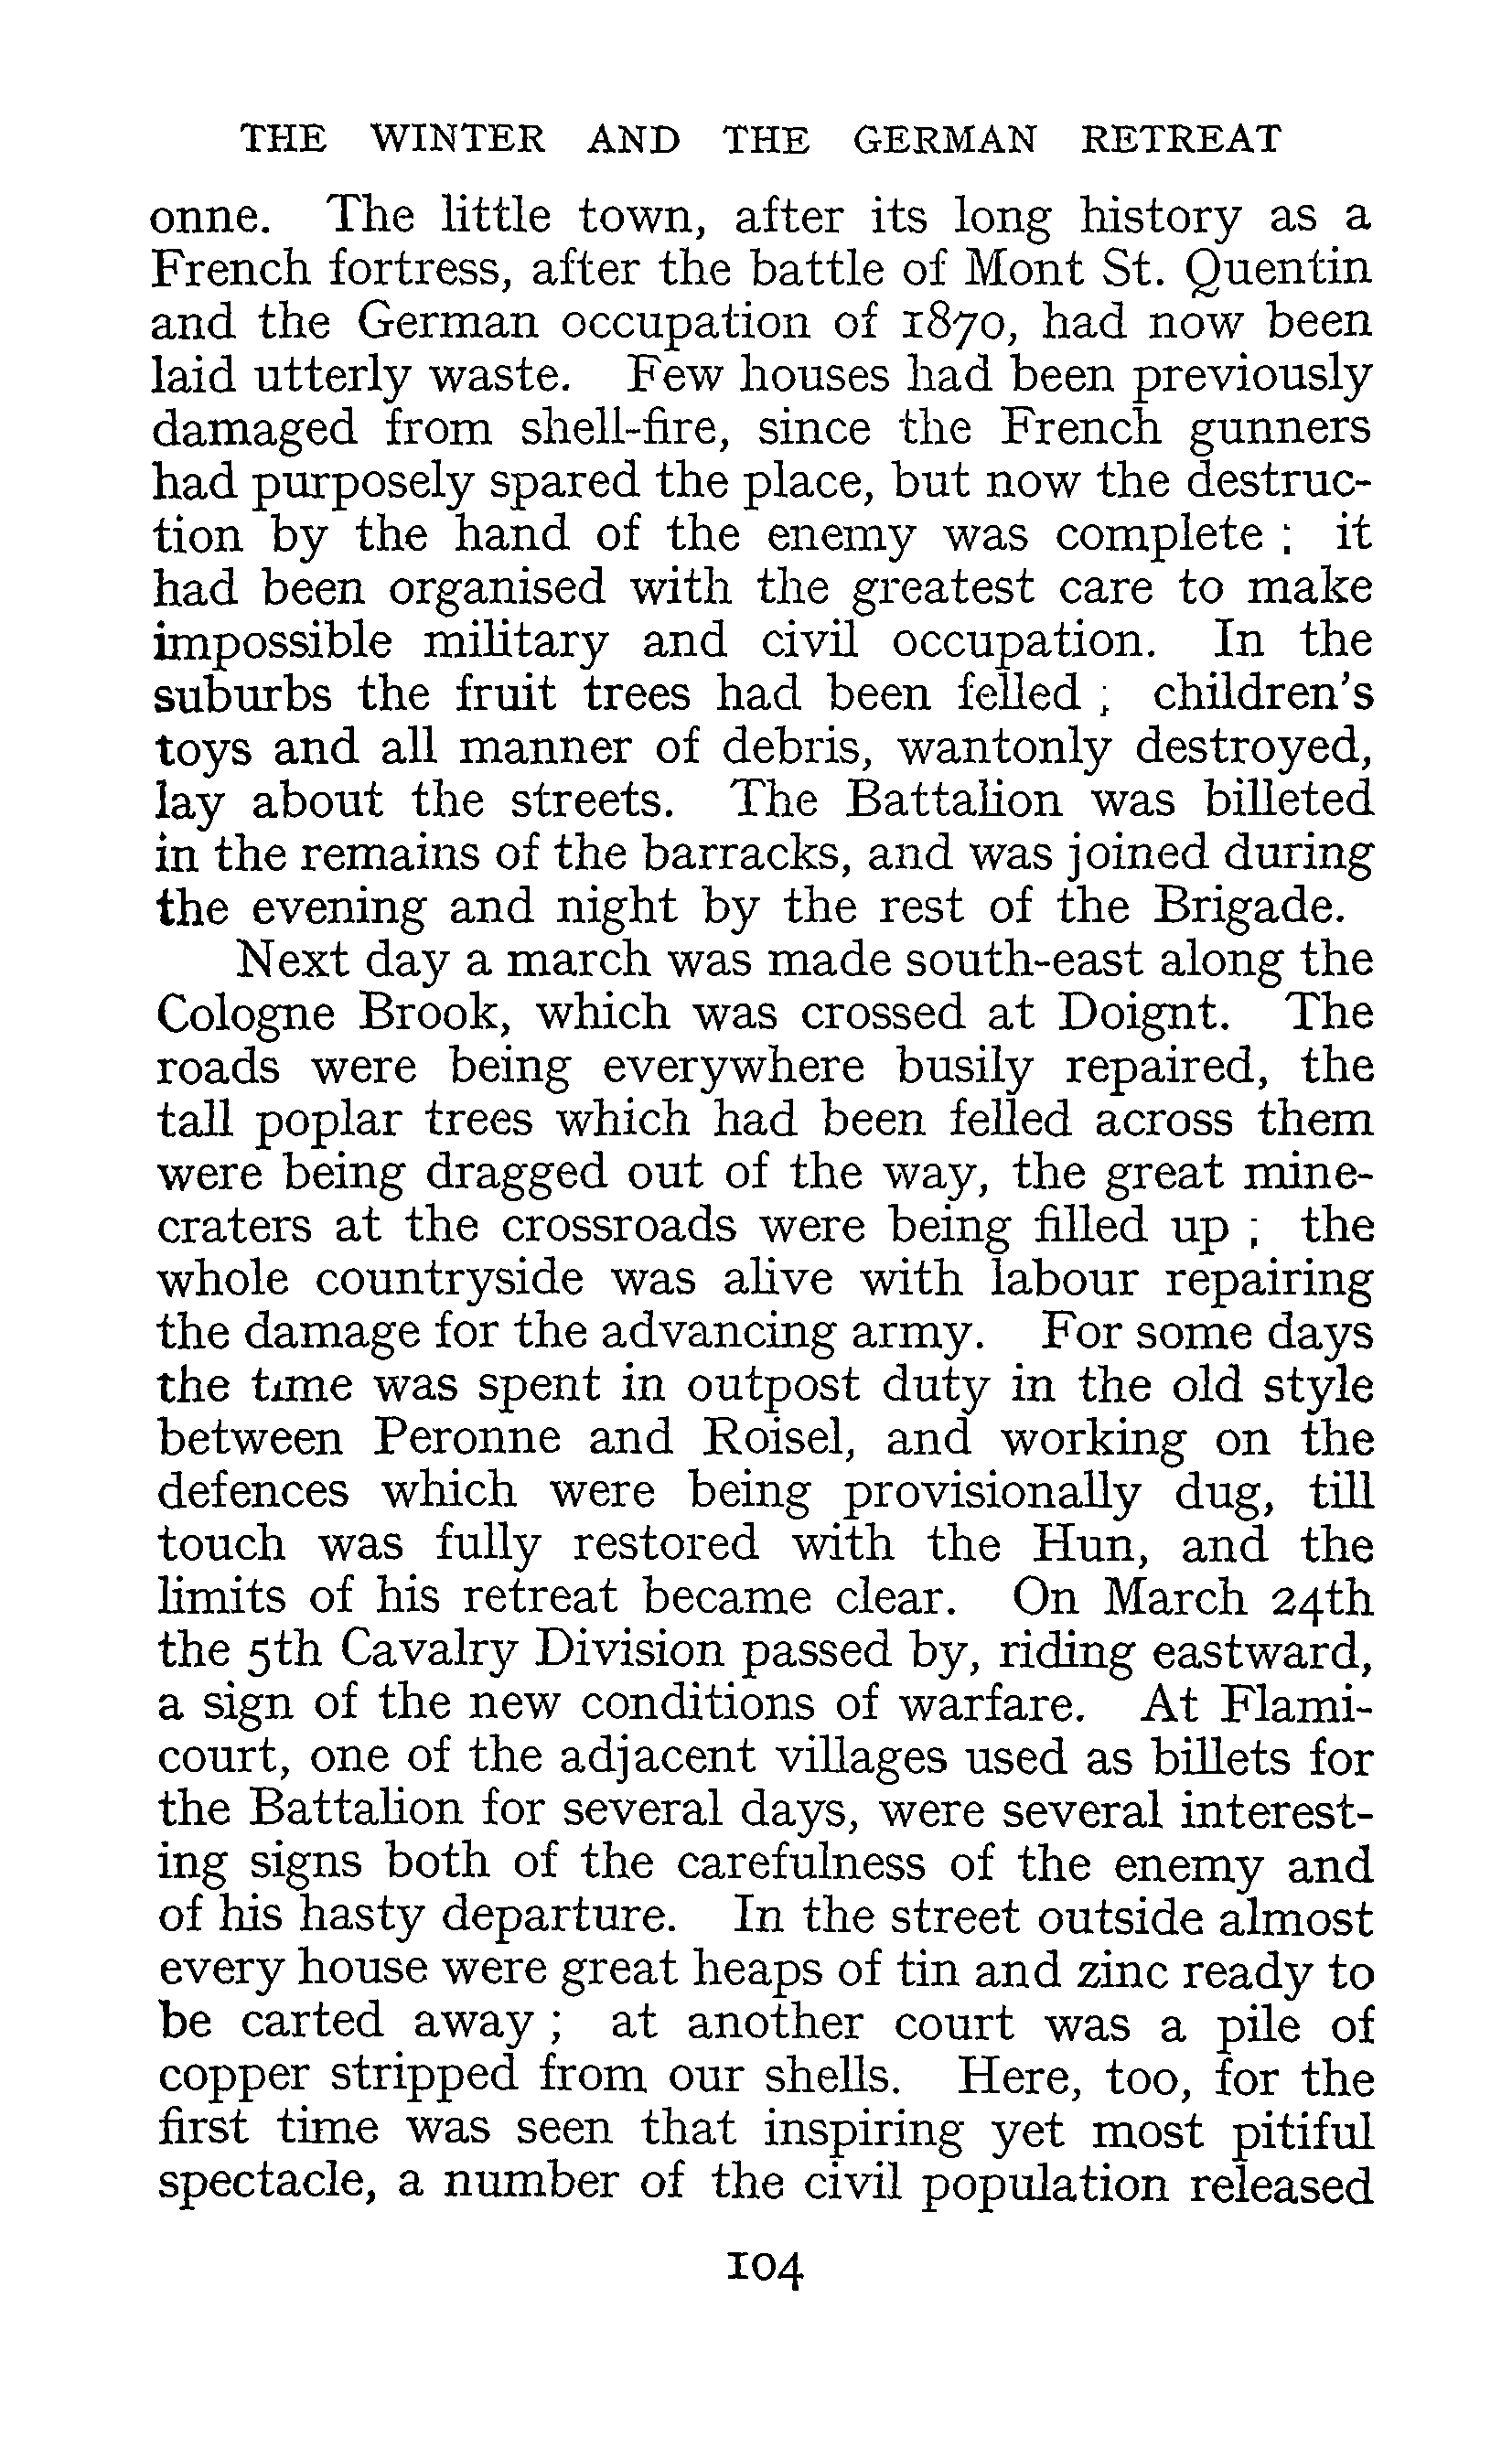 THE WINTER AND THE GERMAN RETREAT
onne. The little town, after its long history as a
French fortress, after the battle of Mont St. Quentin
and the German occupation of 1870, had now been
laid utterly waste. Few houses had been previously
damaged from shell-fire, since the French gunners
had purposely spared the place, but now the destruc-
tion by the hand of the enemy was complete ; it
had been organised with the greatest care to make
impossible military and civil occupation. In the
suburbs the fruit trees had been felled ; children's
toys and all manner of debris, wantonly destroyed,
lay about the streets. The Battalion was billeted
in the remains of the barracks, and was joined during
the evening and night by the rest of the Brigade.
Next day a march was made south-east along the
Cologne Brook, which was crossed at Doignt. The
roads were being everywhere busily repaired, the
tall poplar trees which had been felled across them
were being dragged out of the way, the great mine-
craters at the crossroads were being filled up ; the
whole countryside was alive with labour repairing
the damage for the advancing army. For some days
the time was spent in outpost duty in the old style
between Peronne and Roisel, and working on the
defences which were being provisionally dug, till
touch was fully restored with the Hun, and the
limits of his retreat became clear. On March 24th
the 5th Cavalry Division passed by, riding eastward,
a sign of the new conditions of warfare. At Flami-
court, one of the adjacent villages used as billets for
the Battalion for several days, were several interest-
ing signs both of the carefulness of the enemy and
of his hasty departure. In the street outside almost
every house were great heaps of tin and zinc ready to
be carted away ; at another court was a pile of
copper stripped from our shells. Here, too, for the
first time was seen that inspiring yet most pitiful
spectacle, a number of the civil population released
104